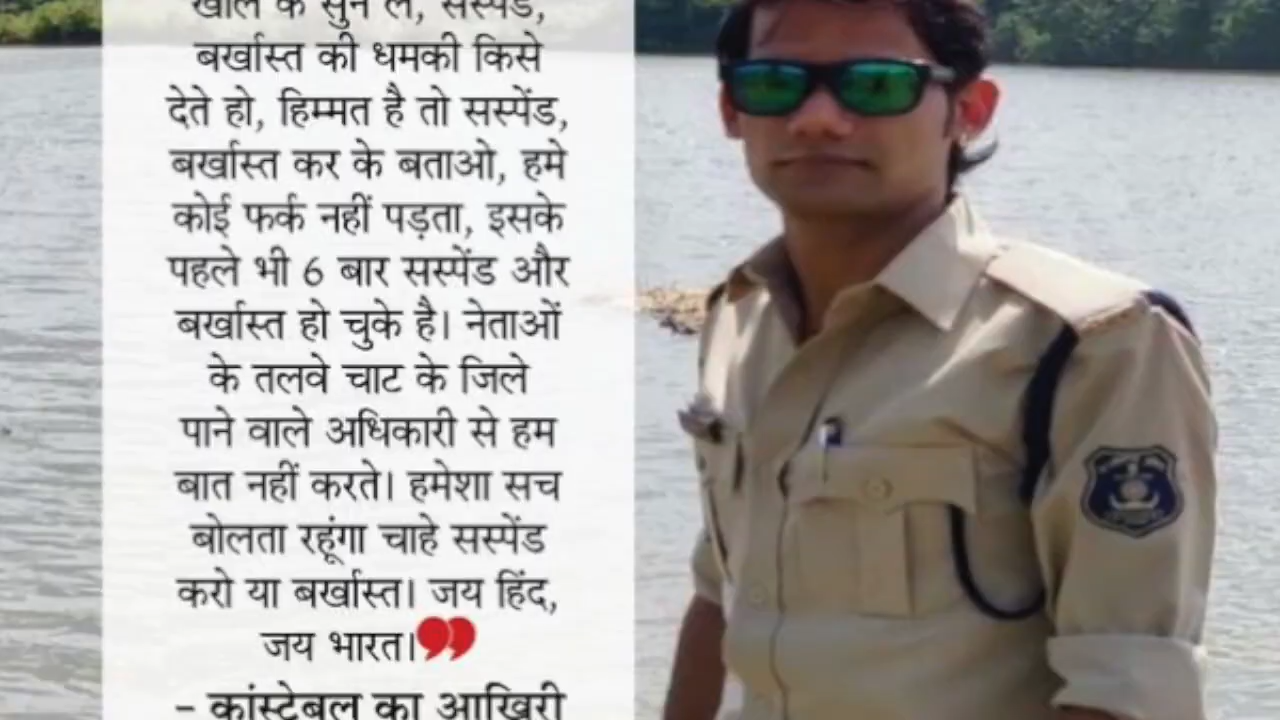 खोल के सुन ले, सस्पेंड,
बर्खास्त की धमकी किसे
देते हो, हिम्मत है तो सस्पेंड,
बर्खास्त कर के बताओ, हमे
कोई फर्क नहीं पड़ता, इसके
पहले भी 6 बार सस्पेंड और
बर्खास्त हो चुके है। नेताओं
के तलवे चाट के जिले
पाने वाले अधिकारी से हम
बात नहीं करते। हमेशा सच
बोलता रहूंगा चाहे सस्पेंड
करो या बर्खास्त। जय हिंद,
जय भारत।❞
– कांस्टेबल का आखिरी